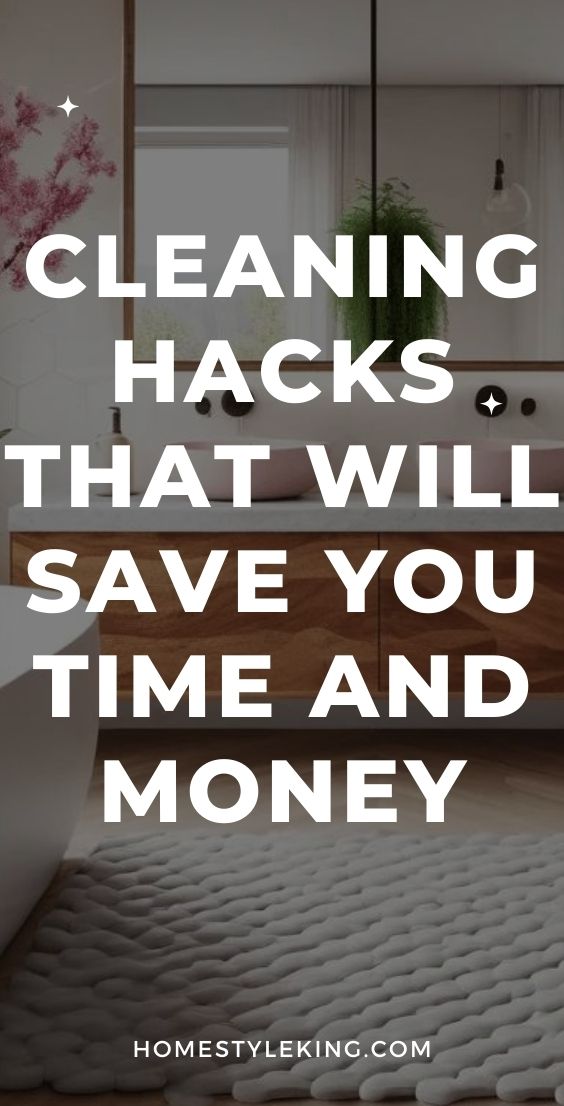 CLEANING
HACKS
THAT WILL
SAVE YOU
TIME AND
MONEY
HOMESTYLEKING.COM